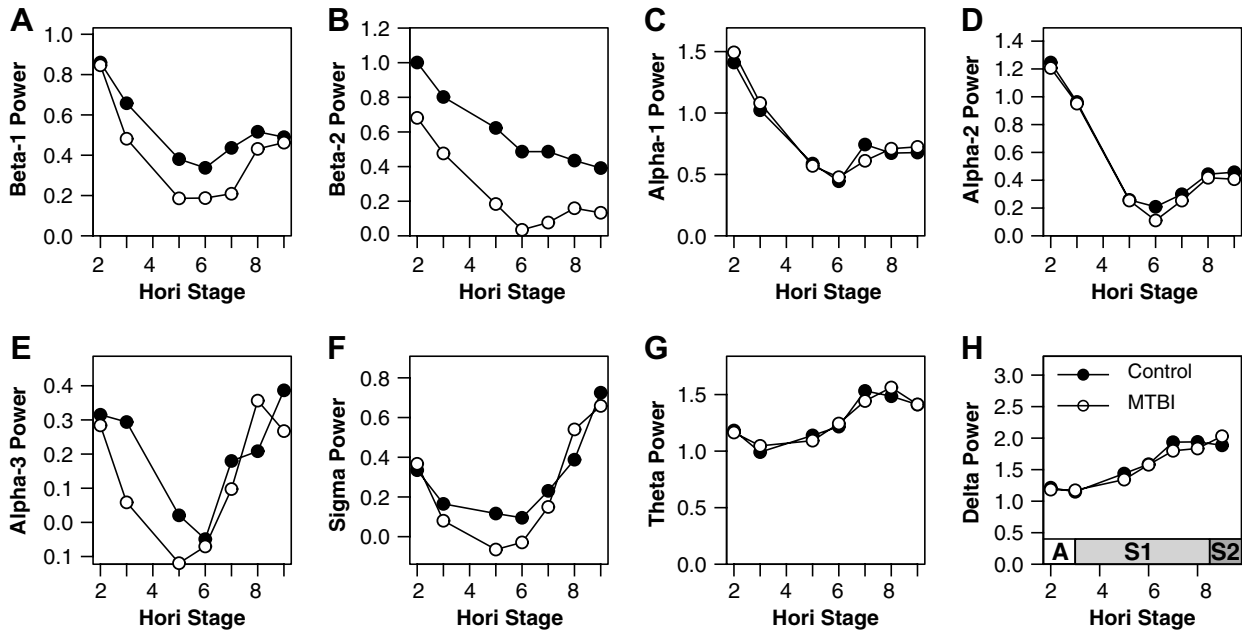 A
Beta-1 Power
1.0
0.8
0.6
0.4
0.2
0.0
2 4 6 8
Hori Stage
B
Beta-2 Power
1.2
1.0
0.8
0.6
0.4
0.2
0.0
2 4 6 8
Hori Stage
C
Alpha-1 Power
1.5
1.0
0.5
0.0
2 4 6 8
Hori Stage
D
Alpha-2 Power
1.4
1.2
1.0
0.8
0.6
0.4
0.2
0.0
2 4 6 8
Hori Stage
E
Alpha-3 Power
0.4
0.3
0.2
0.1
0.0
0.1
2 4 6 8
Hori Stage
F
Sigma Power
0.8
0.6
0.4
0.2
0.0
2 4 6 8
Hori Stage
G
Theta Power
1.5
1.0
0.5
0.0
2 4 6 8
Hori Stage
H
Delta Power
3.0
2.5
2.0
1.5
1.0
0.5
0.0
Control
MTBI
A S1 S2
2 4 6 8
Hori Stage